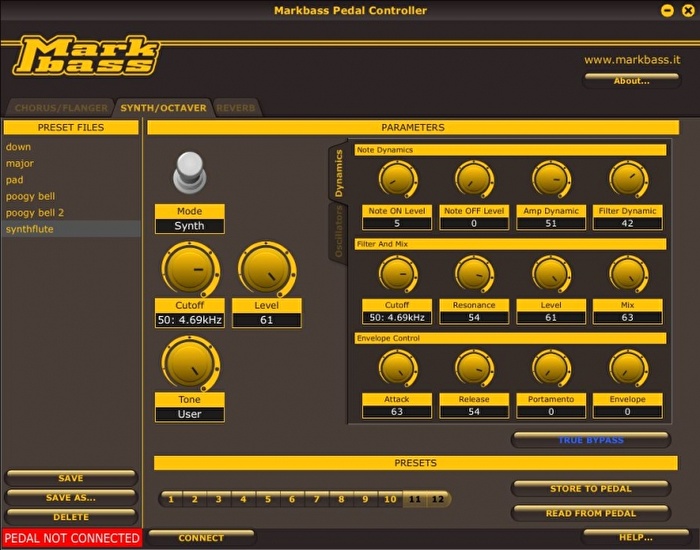 Markbass Pedal Controller
Mark
bass
www.markbass.it
About...
CHORUS/FLANGER
SYNTH/OCTAVER
REVERB
PRESET FILES
PARAMETERS
down
major
pad
poogy bell
poogy bell 2
synthflute
Mode
Synth
Cutoff
50: 4.69kHz
Level
61
Tone
User
Dynamics
Oscillators
Note Dynamics
Note ON Level
5
Note OFF Level
0
Amp Dynamic
51
Filter Dynamic
42
Filter And Mix
Cutoff
50: 4.69kHz
Resonance
54
Level
61
Mix
63
Envelope Control
Attack
63
Release
54
Portamento
0
Envelope
0
TRUE BYPASS
PRESETS
1 2 3 4 5 6 7 8 9 10 11 12
STORE TO PEDAL
READ FROM PEDAL
SAVE
SAVE AS...
DELETE
PEDAL NOT CONNECTED
CONNECT
HELP...